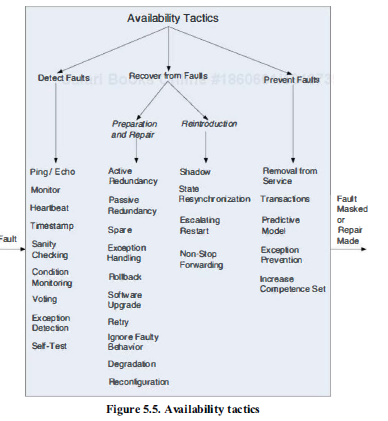 Availability Tactics
Detect Faults
Recover from Faults
Prevent Faults
Preparation
and Repair
Reintroduction
Ping / Echo
Monitor
Heartbeat
Timestamp
Sanity
Checking
Condition
Monitoring
Voting
Exception
Detection
Self-Test
Active
Redundancy
Passive
Redundancy
Spare
Exception
Handling
Rollback
Software
Upgrade
Retry
Ignore Faulty
Behavior
Degradation
Reconfiguration
Shadow
State
Resynchronization
Escalating
Restart
Non-Stop
Forwarding
Removal from
Service
Transactions
Predictive
Model
Exception
Prevention
Increase
Competence Set
Fault
Fault
Masked
or
Repair
Made
Figure 5.5. Availability tactics